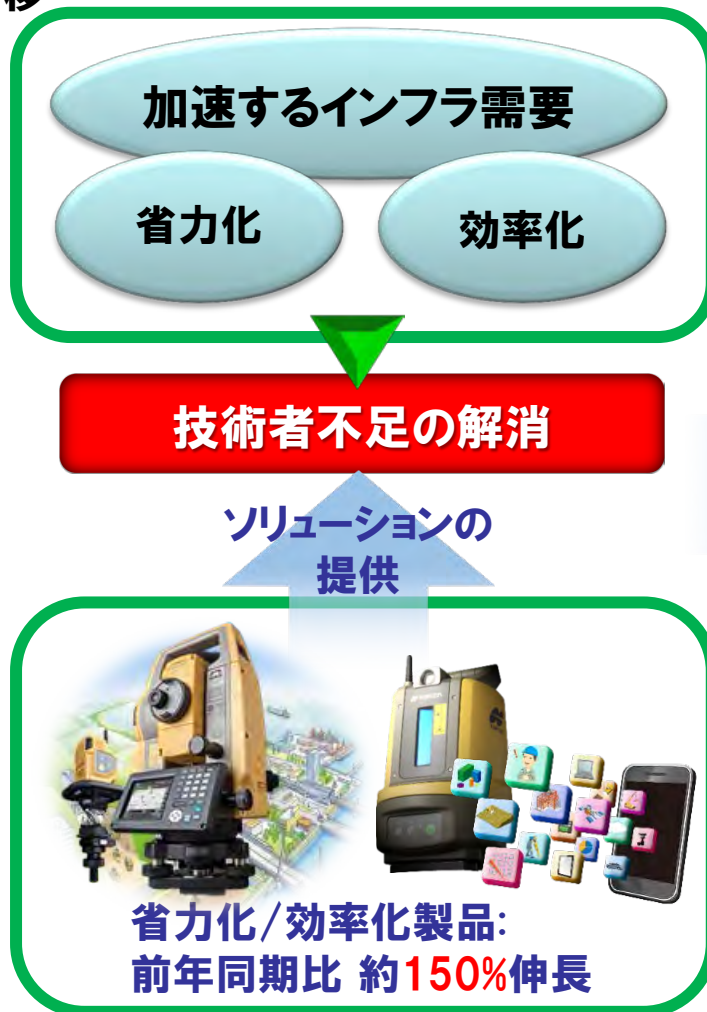 移
加速するインフラ需要
省力化
効率化
技術者不足の解消
ソリューションの
提供
TOPCON
省力化/効率化製品:
前年同期比 約150%伸長